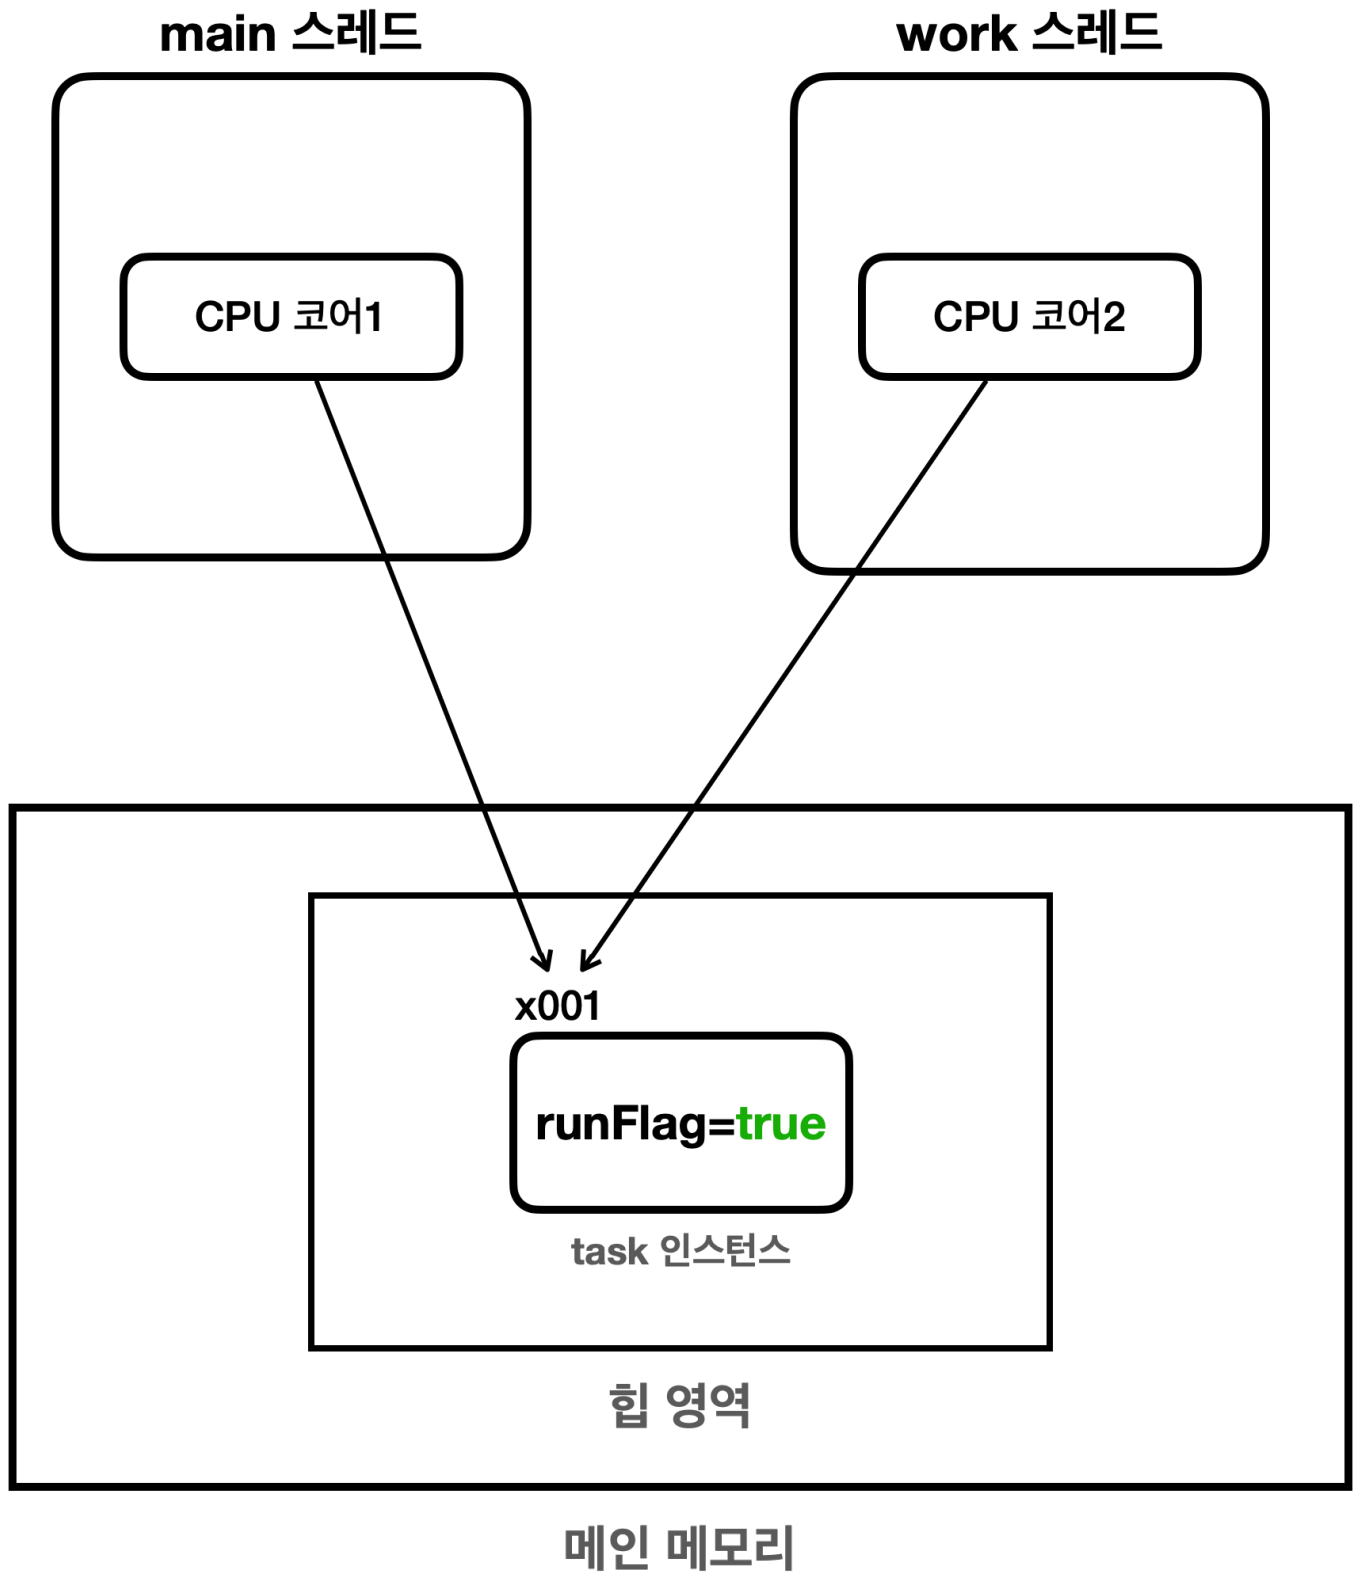 main 스레드
work 스레드
CPU 코어1
CPU 코어2
x001
runFlag=true
task 인스턴스
힙 영역
메인 메모리